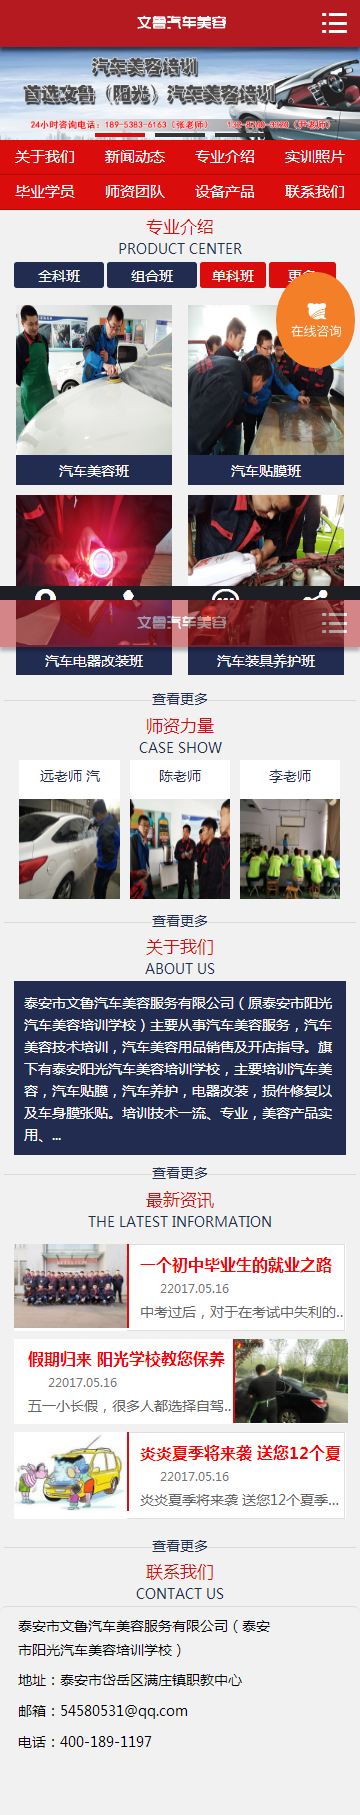 文鲁汽车美容
汽车美容培训
首选文鲁（阳光）汽车美容培训
24小时咨询电话：189-5383-6163（张老师）
关于我们 新闻动态 专业介绍 实训照片
毕业学员 师资团队 设备产品 联系我们
专业介绍
PRODUCT CENTER
全科班 组合班 单科班 更多
在线咨询
汽车美容班 汽车贴膜班
文鲁汽车美容
汽车电器改装班 汽车装具养护班
查看更多
师资力量
CASE SHOW
远老师 汽 陈老师 李老师
查看更多
关于我们
ABOUT US
泰安市文鲁汽车美容服务有限公司（原泰安市阳光
汽车美容培训学校）主要从事汽车美容服务，汽车
美容技术培训，汽车美容用品销售及开店指导。旗
下有泰安阳光汽车美容培训学校，主要培训汽车美
容，汽车贴膜，汽车养护，电器改装，损件修复以
及车身膜张贴。培训技术一流、专业，美容产品实
用、...
查看更多
最新资讯
THE LATEST INFORMATION
一个初中毕业生的就业之路
22017.05.16
中考过后，对于在考试中失利的..
假期归来 阳光学校教您保养
22017.05.16
五一小长假，很多人都选择自驾..
炎炎夏季将来袭 送您12个夏
22017.05.16
炎炎夏季将来袭 送您12个夏季...
查看更多
联系我们
CONTACT US
泰安市文鲁汽车美容服务有限公司（泰安
市阳光汽车美容培训学校）
地址：泰安市岱岳区满庄镇职教中心
邮箱：54580531@qq.com
电话：400-189-1197